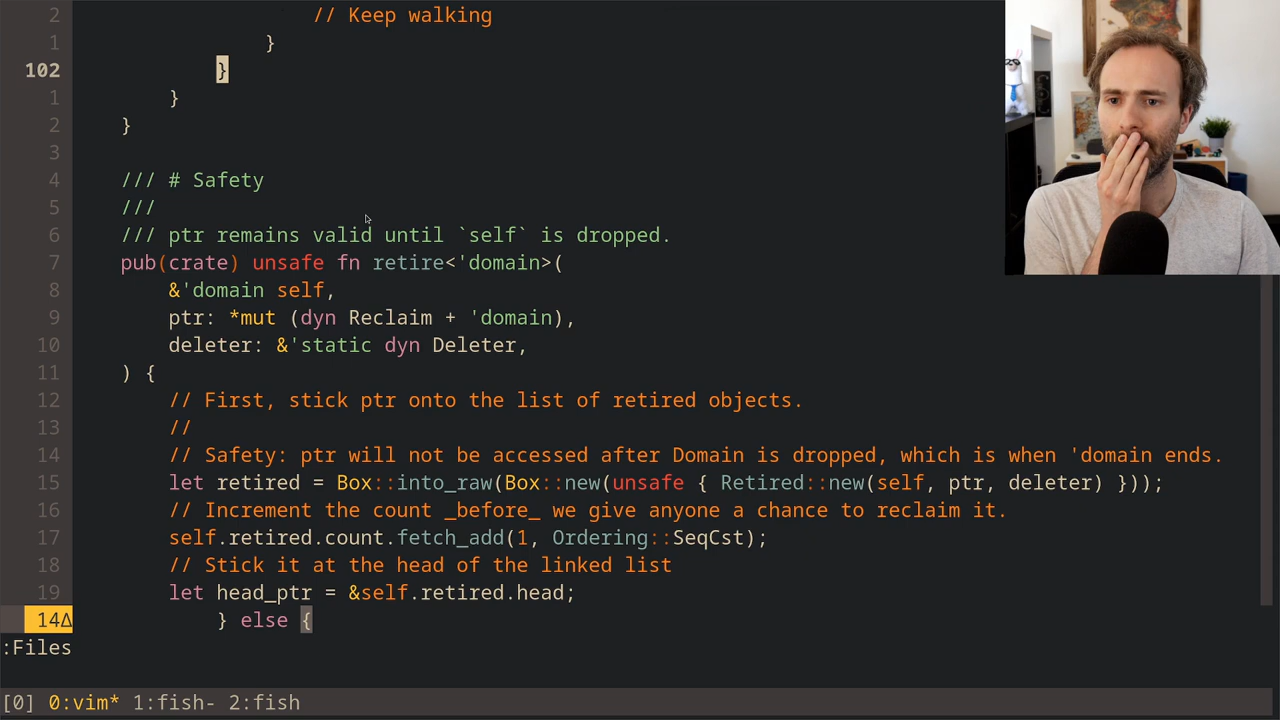 2 // Keep walking
1 }
102 }
1 }
2 }
3
4 /// # Safety
5 ///
6 /// ptr remains valid until `self` is dropped.
7 pub(crate) unsafe fn retire<'domain>(
8 &'domain self,
9 ptr: *mut (dyn Reclaim + 'domain),
10 deleter: &'static dyn Deleter,
11 ) {
12 // First, stick ptr onto the list of retired objects.
13 //
14 // Safety: ptr will not be accessed after Domain is dropped, which is when 'domain ends.
15 let retired = Box::into_raw(Box::new(unsafe { Retired::new(self, ptr, deleter) }));
16 // Increment the count _before_ we give anyone a chance to reclaim it.
17 self.retired.count.fetch_add(1, Ordering::SeqCst);
18 // Stick it at the head of the linked list
19 let head_ptr = &self.retired.head;
14Δ } else {
:Files
[0] 0:vim* 1:fish- 2:fish